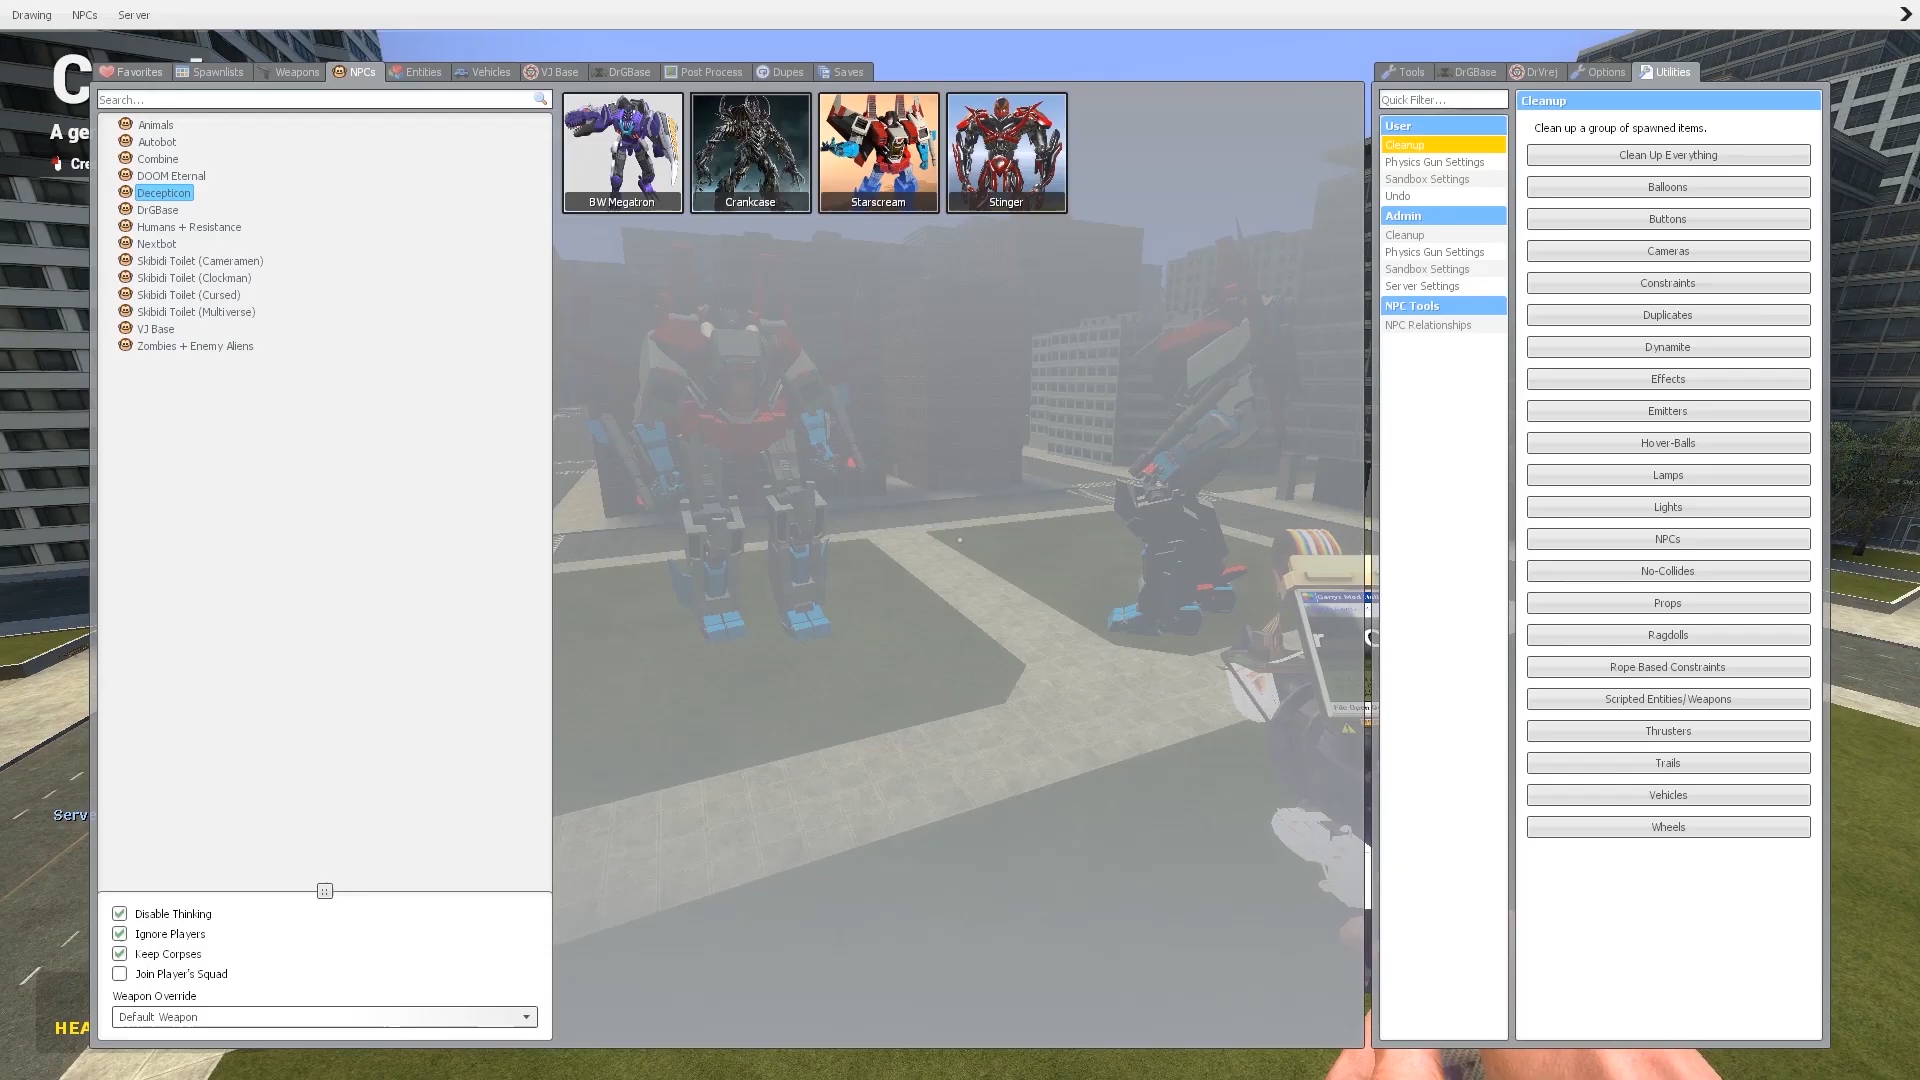 Drawing NPCs Server
C
A ge
Cre
Serv
HEA
Favorites Spawnlists Weapons NPCs Entities Vehicles VJ Base DrGBase Post Process Dupes Saves
Search...
Animals
Autobot
Combine
DOOM Eternal
Decepticon
DrGBase
Humans + Resistance
Nextbot
Skibidi Toilet (Cameramen)
Skibidi Toilet (Clockman)
Skibidi Toilet (Cursed)
Skibidi Toilet (Multiverse)
VJ Base
Zombies + Enemy Aliens
Disable Thinking
Ignore Players
Keep Corpses
Join Player's Squad
Weapon Override
Default Weapon
BW Megatron Crankcase Starscream Stinger
Tools DrGBase DrVrej Options Utilities
Quick Filter...
User
Cleanup
Physics Gun Settings
Sandbox Settings
Undo
Admin
Cleanup
Physics Gun Settings
Sandbox Settings
Server Settings
NPC Tools
NPC Relationships
Cleanup
Clean up a group of spawned items.
Clean Up Everything
Balloons
Buttons
Cameras
Constraints
Duplicates
Dynamite
Effects
Emitters
Hover-Balls
Lamps
Lights
NPCs
No-Collides
Props
Ragdolls
Rope Based Constraints
Scripted Entities/Weapons
Thrusters
Trails
Vehicles
Wheels